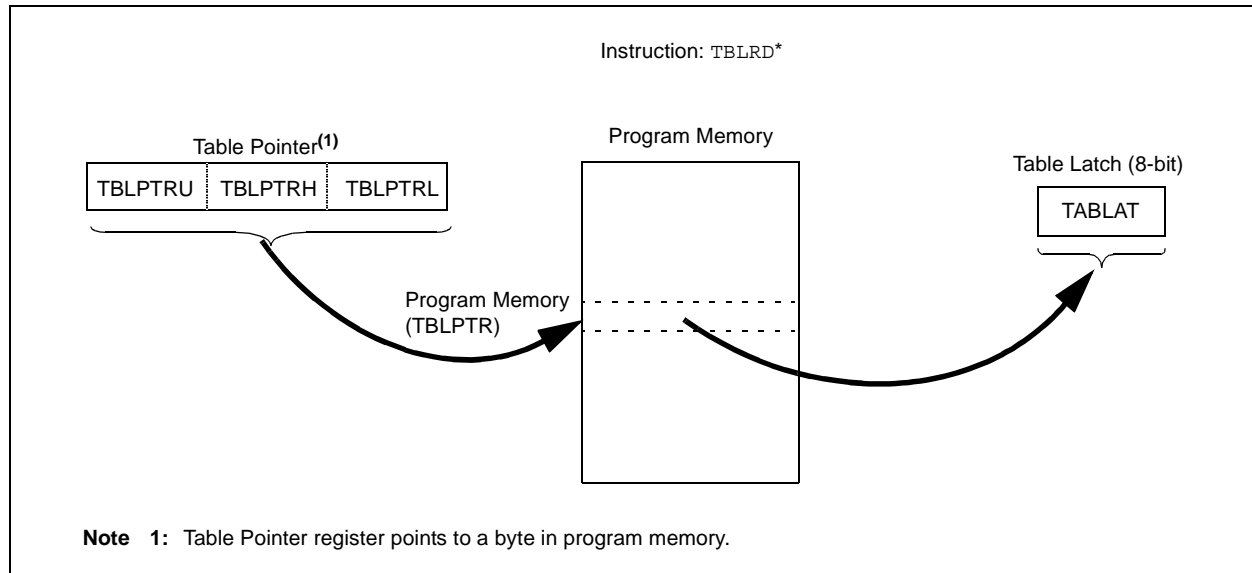 Instruction: TBLRD*
Table Pointer(1)
TBLPTRU TBLPTRH TBLPTRL
Program Memory
Table Latch (8-bit)
TABLAT
Program Memory
(TBLPTR)
Note 1: Table Pointer register points to a byte in program memory.